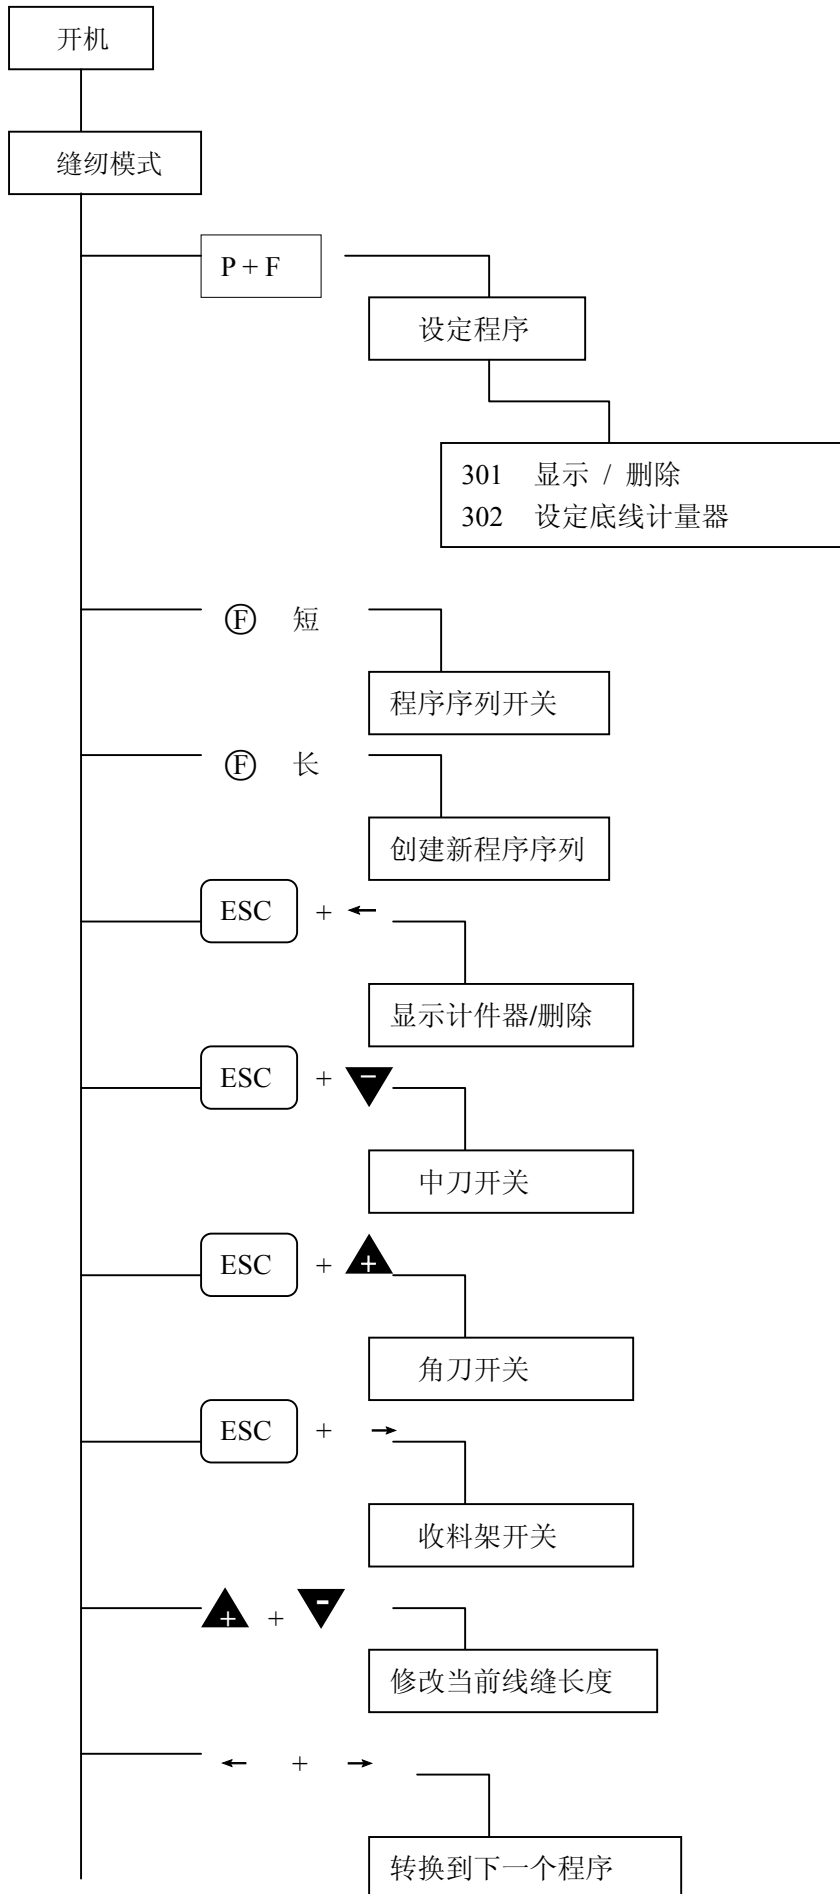 开机
缝纫模式
P + F
设定程序
301 显示 / 删除
302 设定底线计量器
Ⓕ 短
程序序列开关
Ⓕ 长
创建新程序序列
ESC + ←
显示计件器/删除
ESC + −
中刀开关
ESC + +
角刀开关
ESC + →
收料架开关
+ + -
修改当前线缝长度
← + →
转换到下一个程序